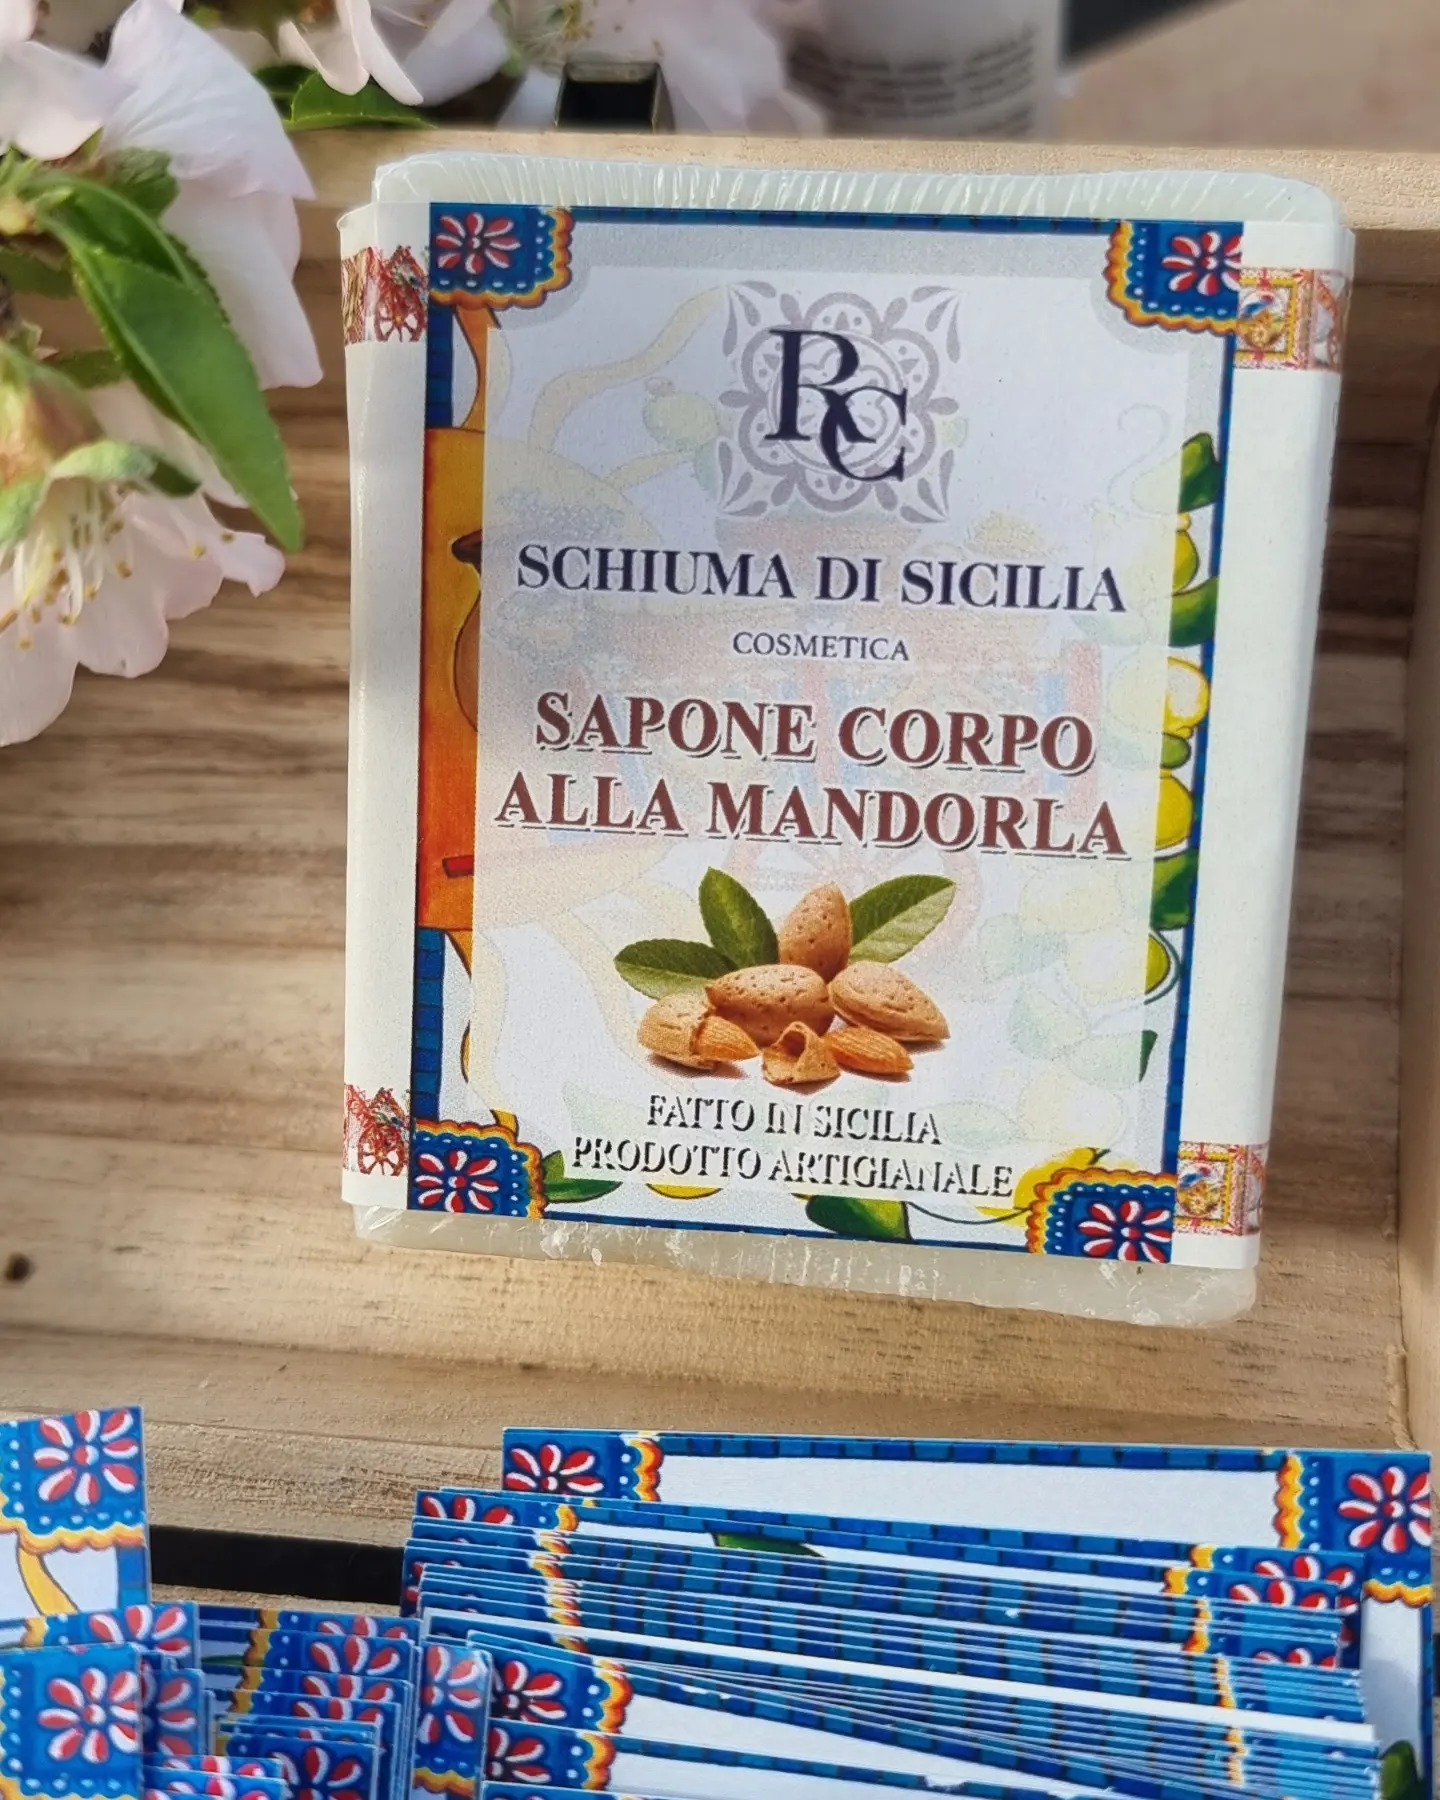 RC
SCHIUMA DI SICILIA
COSMETICA
SAPONE CORPO
ALLA MANDORLA
FATTO IN SICILIA
PRODOTTO ARTIGIANALE